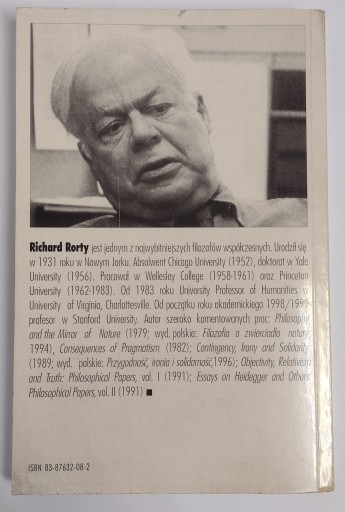 Richard Rorty jest jednym z najwybitniejszych filozofów współczesnych. Urodził się
w 1931 roku w Nowym Jorku. Absolwent Chicago University (1952), doktorat w Yale
University (1956). Pracował w Wellesley College (1958-1961) oraz Princeton
University (1962-1983). Od 1983 roku University Professor of Humanities w
University of Virginia, Charlottesville. Od początku roku akademickiego 1998/1999
profesor w Stanford University. Autor szeroko komentowanych prac: Philosophy
and the Mirror of Nature (1979; wyd. polskie: Filozofia a zwierciadło natury,
1994), Consequences of Pragmatism (1982); Contingency, Irony and Solidarity
(1989; wyd. polskie: Przygodność, ironia i solidarność,1996); Objectivity, Relativism
and Truth: Philosophical Papers, vol. I (1991); Essays on Heidegger and Others:
Philosophical Papers, vol. II (1991) ■
ISBN 83-87632-08-2